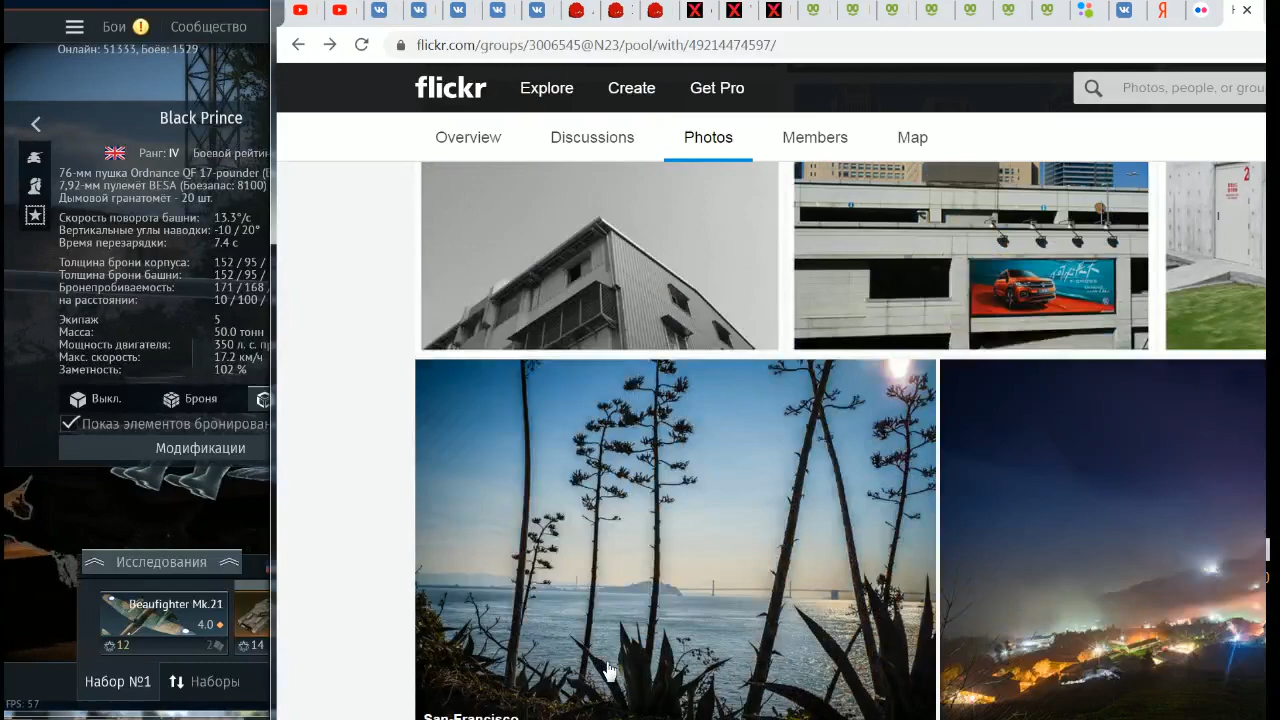 Бои
Сообщество
Онлайн: 51333, Боёв: 1529
Black Prince
Ранг: IV
Боевой рейтин
76-мм пушка Ordnance QF 17-pounder (
7,92-мм пулемёт BESA (Боезапас: 8100)
Дымовой гранатомёт - 20 шт.
Скорость поворота башни: 13.3°/с
Вертикальные углы наводки: -10 / 20°
Время перезарядки: 7.4 с
Толщина брони корпуса: 152 / 95 /
Толщина брони башни: 152 / 95 /
Бронепробиваемость: 171 / 168 /
на расстоянии: 10 / 100 /
Экипаж 5
Масса: 50.0 тонн
Мощность двигателя: 350 л. с. п
Макс. скорость: 17.2 км/ч
Заметность: 102 %
Выкл.
Броня
Показ элементов бронирован
Модификации
Исследования
Beaufighter Mk.21
4.0
12
2
14
Набор №1
Наборы
FPS: 57
flickr.com/groups/3006545@N23/pool/with/49214474597/
flickr
Explore
Create
Get Pro
Photos, people, or grou
Overview
Discussions
Photos
Members
Map
2
San-Francisco